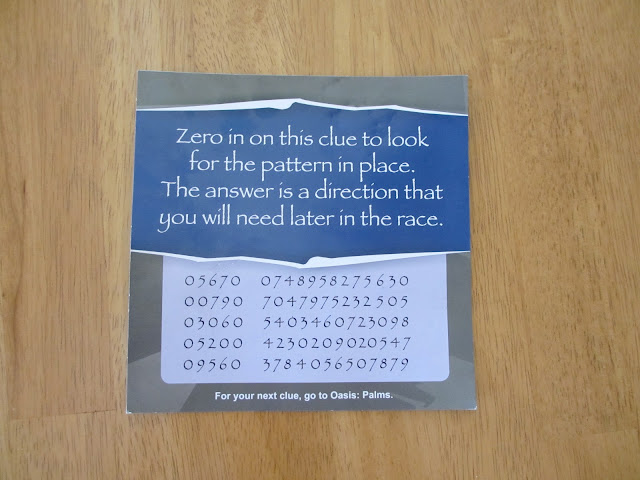 Zero in on this clue to look
for the pattern in place.
The answer is a direction that
you will need later in the race.
05670 0748958275630
00790 7047975232505
03060 5403460723098
05200 4230209020547
09560 3784056507879
For your next clue, go to Oasis: Palms.